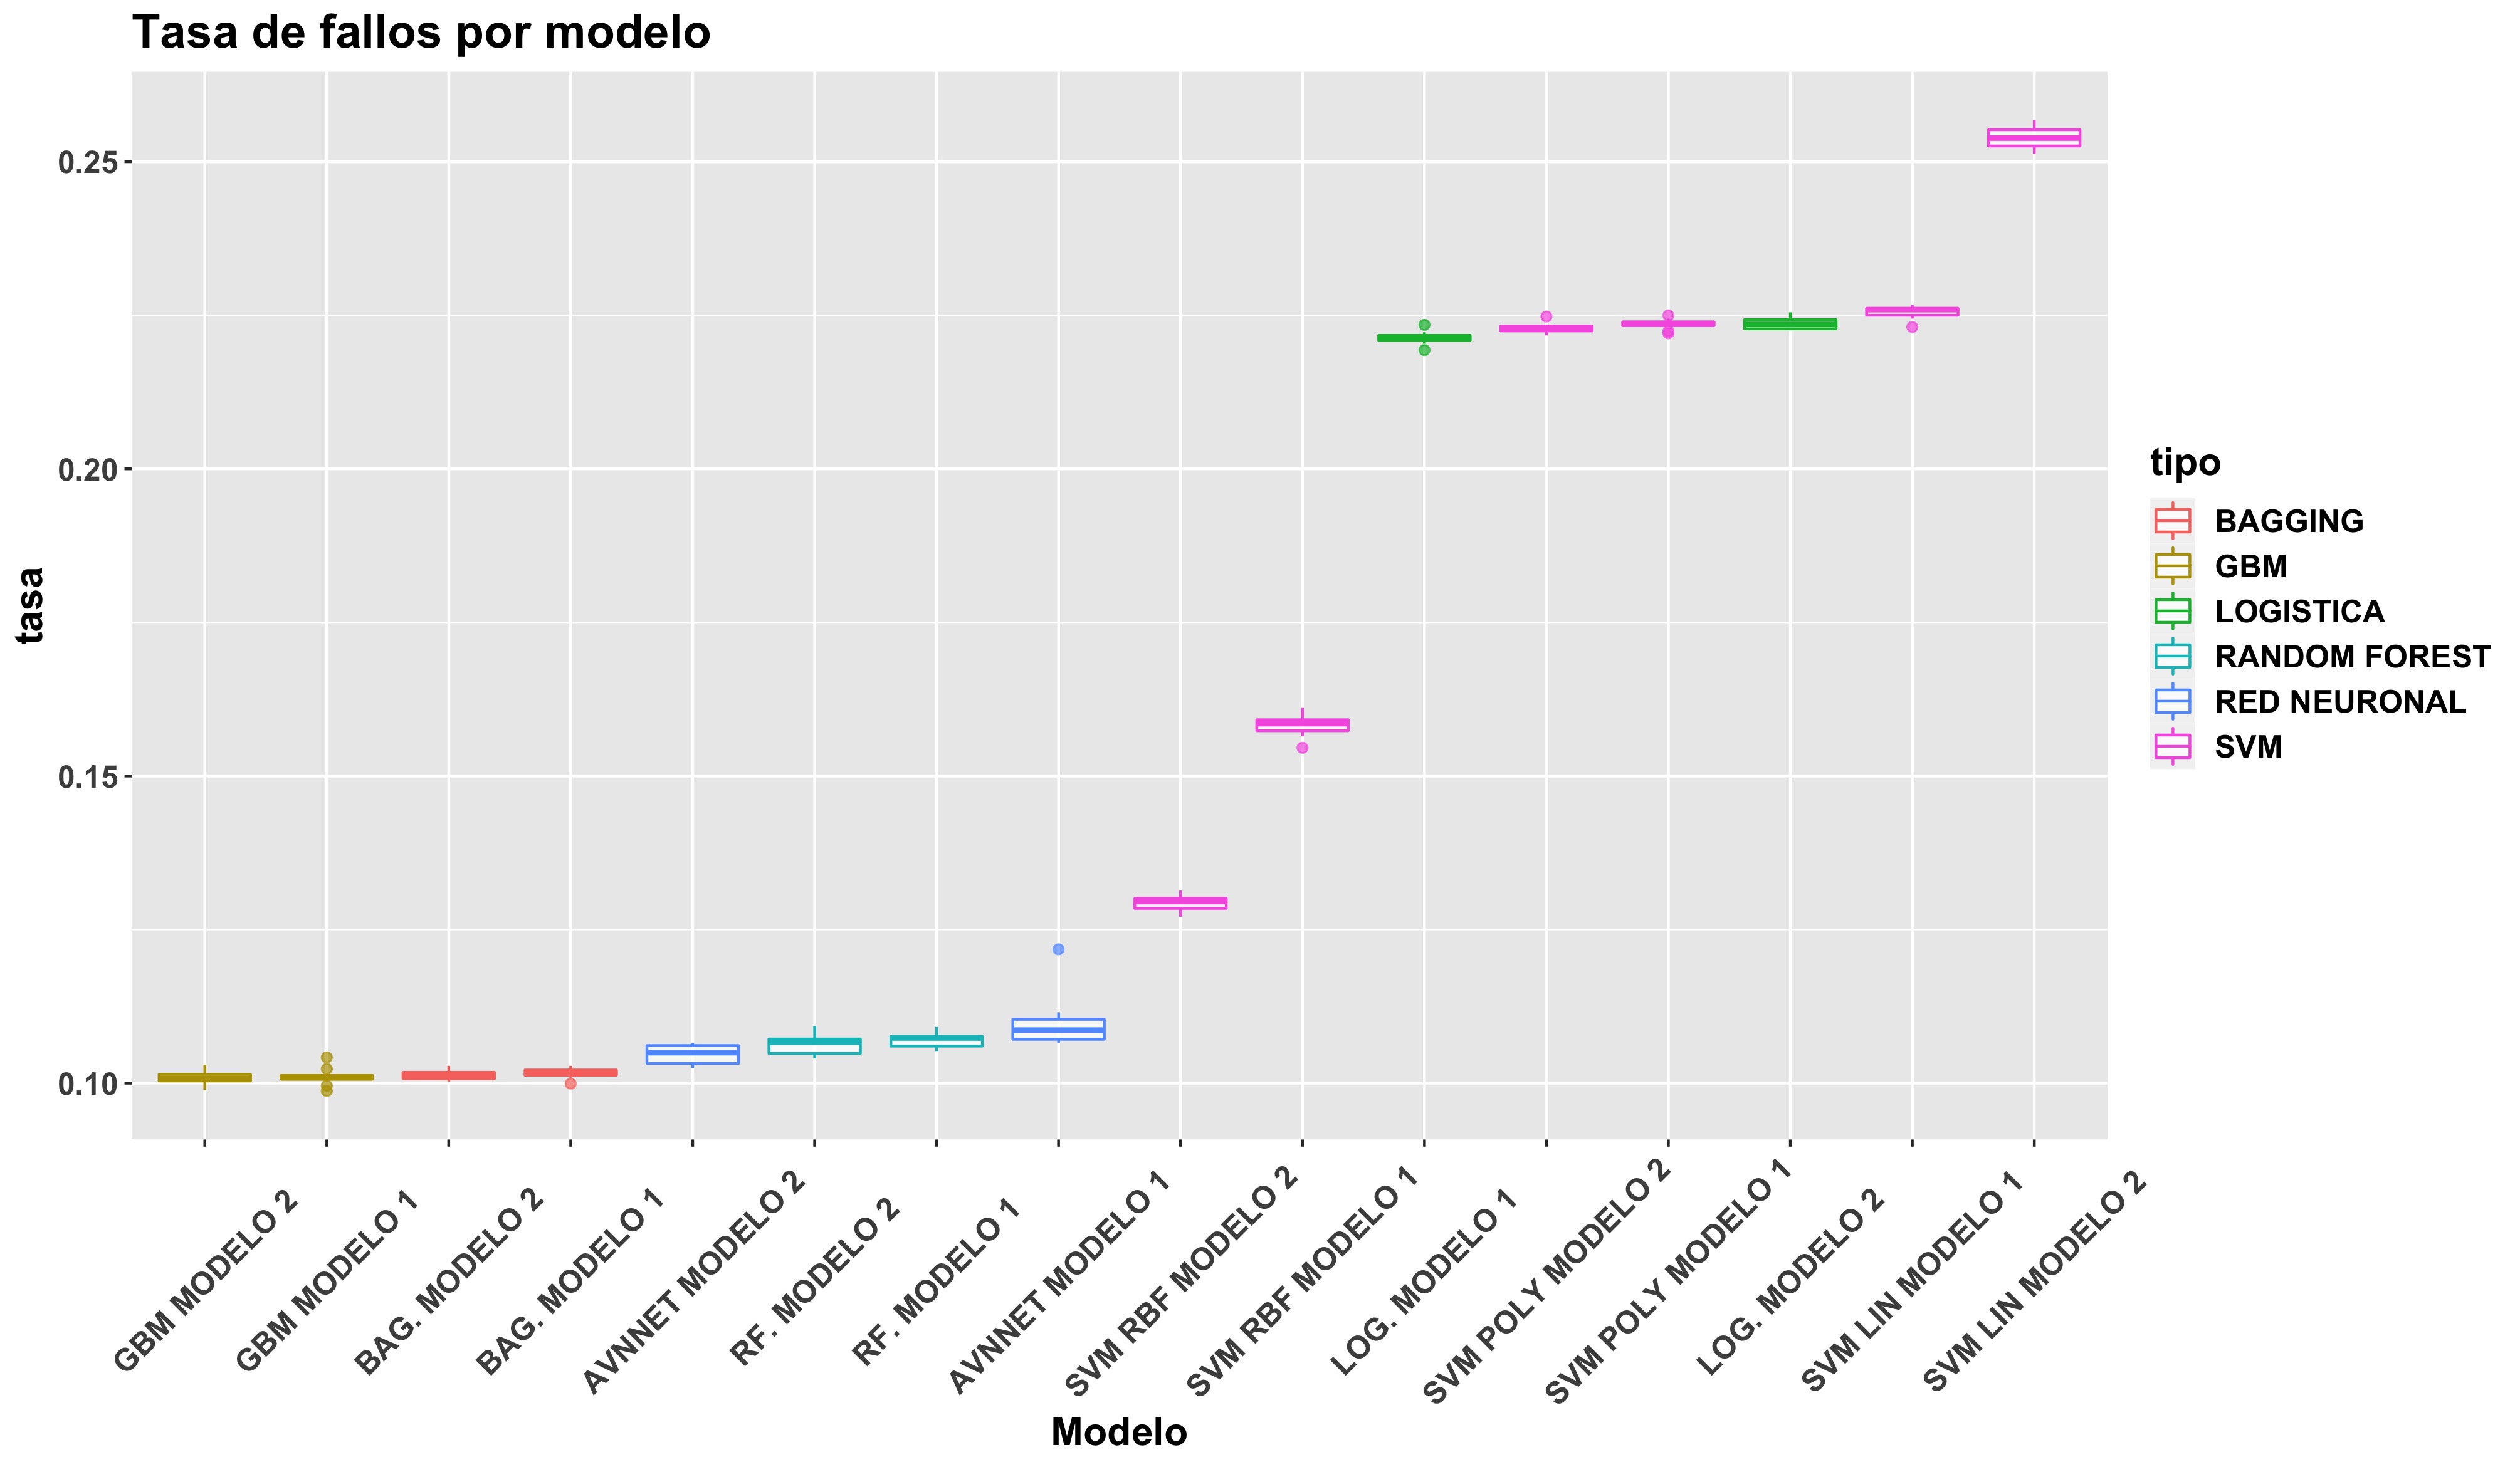 Tasa de fallos por modelo
tasa
0.25
0.20
0.15
0.10
GBM MODELO 2
GBM MODELO 1
BAG. MODELO 2
BAG. MODELO 1
AVNNET MODELO 2
RF. MODELO 2
RF. MODELO 1
AVNNET MODELO 1
SVM RBF MODELO 2
SVM RBF MODELO 1
LOG. MODELO 1
SVM POLY MODELO 2
SVM POLY MODELO 1
LOG. MODELO 2
SVM LIN MODELO 1
SVM LIN MODELO 2
Modelo
tipo
BAGGING
GBM
LOGISTICA
RANDOM FOREST
RED NEURONAL
SVM